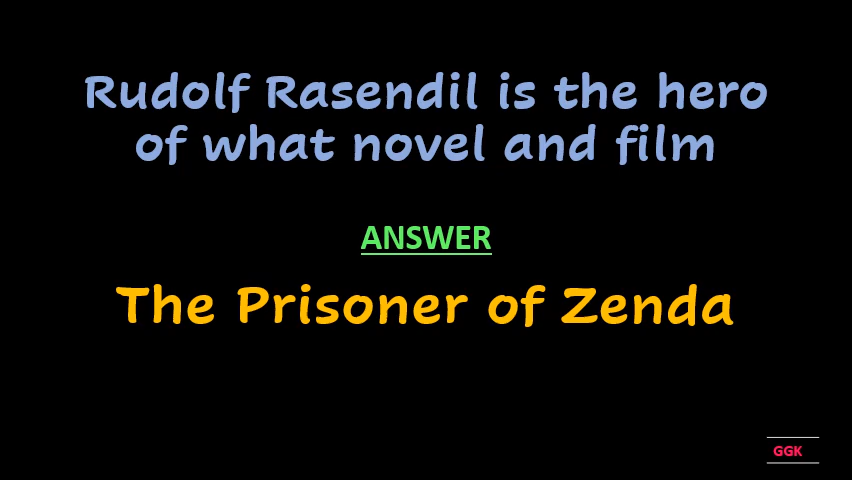 Rudolf Rasendil is the hero
of what novel and film
ANSWER
The Prisoner of Zenda
GGK